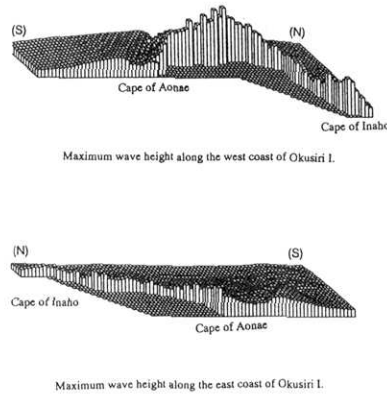 (S)
(N)
Cape of Aonae
Cape of Inaho
Maximum wave height along the west coast of Okusiri I.
(N)
(S)
Cape of Inaho
Cape of Aonae
Maximum wave height along the east coast of Okusiri I.